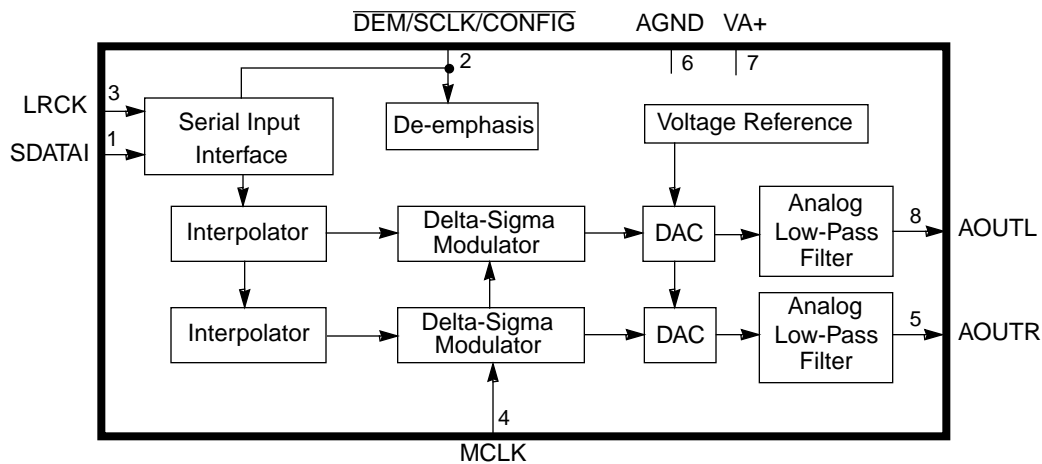 DEM/SCLK/CONFIG AGND VA+
2 6 7
LRCK 3
SDATAI 1
Serial Input
Interface
De-emphasis
Voltage Reference
Interpolator
Delta-Sigma
Modulator
DAC
Analog
Low-Pass
Filter
8 AOUTL
Interpolator
Delta-Sigma
Modulator
DAC
Analog
Low-Pass
Filter
5 AOUTR
4
MCLK